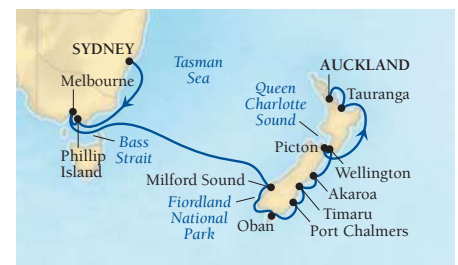 SYDNEY
Melbourne
Tasman
Sea
AUCKLAND
Queen
Charlotte
Sound
Tauranga
Bass
Strait
Phillip
Island
Picton
Wellington
Milford Sound
Akaroa
Fiordland
National
Park
Timaru
Oban
Port Chalmers